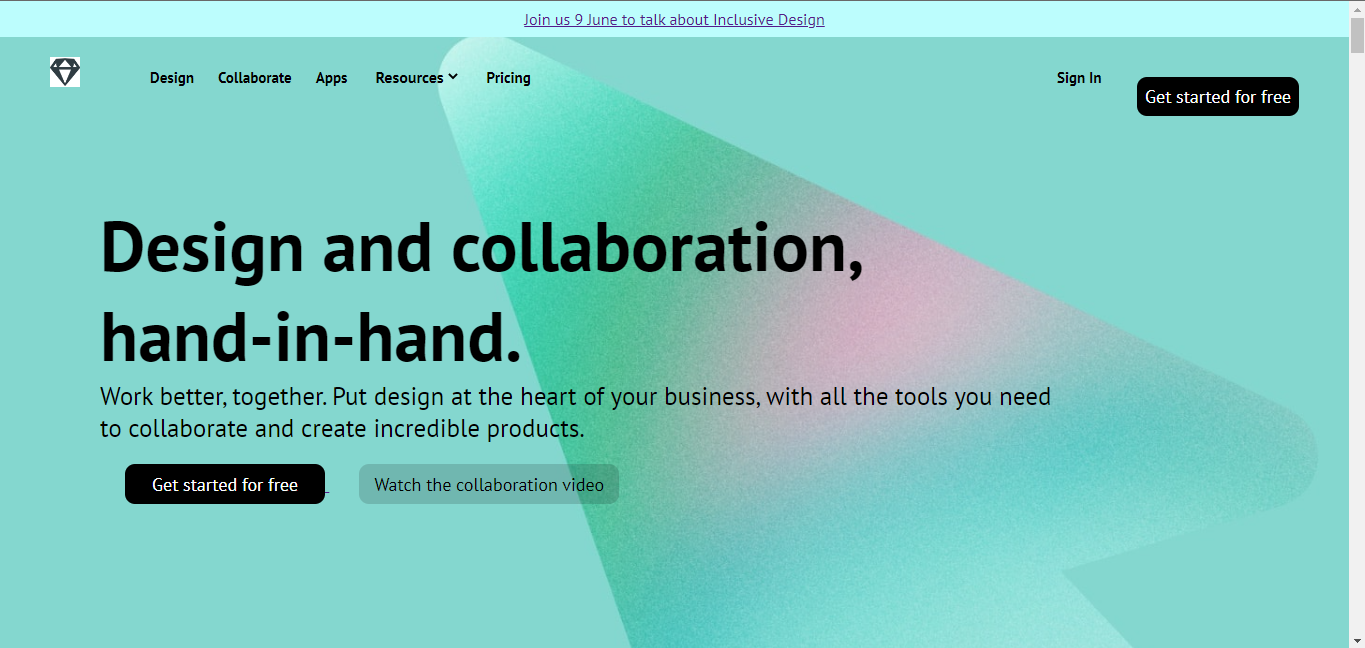 Join us 9 June to talk about Inclusive Design
Design Collaborate Apps Resources Pricing Sign In Get started for free
Design and collaboration,
hand-in-hand.
Work better, together. Put design at the heart of your business, with all the tools you need
to collaborate and create incredible products.
Get started for free Watch the collaboration video